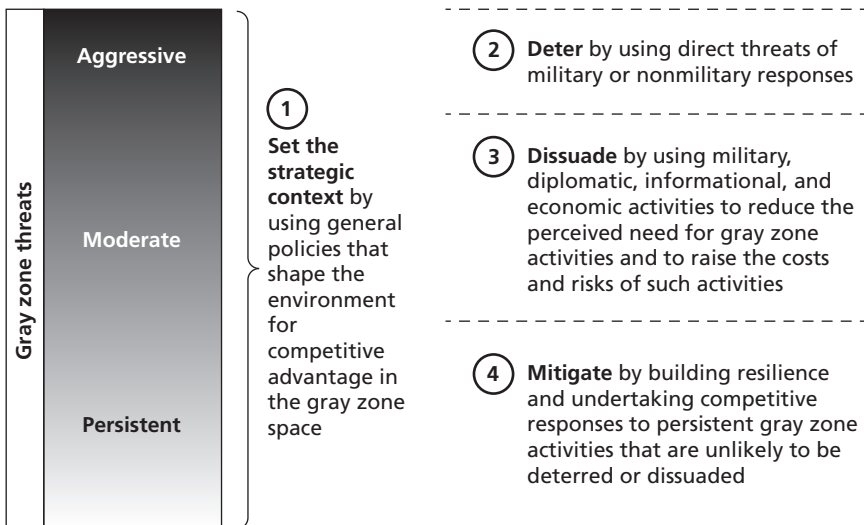 Gray zone threats
Aggressive
Moderate
Persistent
1
Set the
strategic
context by
using general
policies that
shape the
environment
for
competitive
advantage in
the gray zone
space
2
Deter by using direct threats of
military or nonmilitary responses
3
Dissuade by using military,
diplomatic, informational, and
economic activities to reduce the
perceived need for gray zone
activities and to raise the costs
and risks of such activities
4
Mitigate by building resilience
and undertaking competitive
responses to persistent gray zone
activities that are unlikely to be
deterred or dissuaded